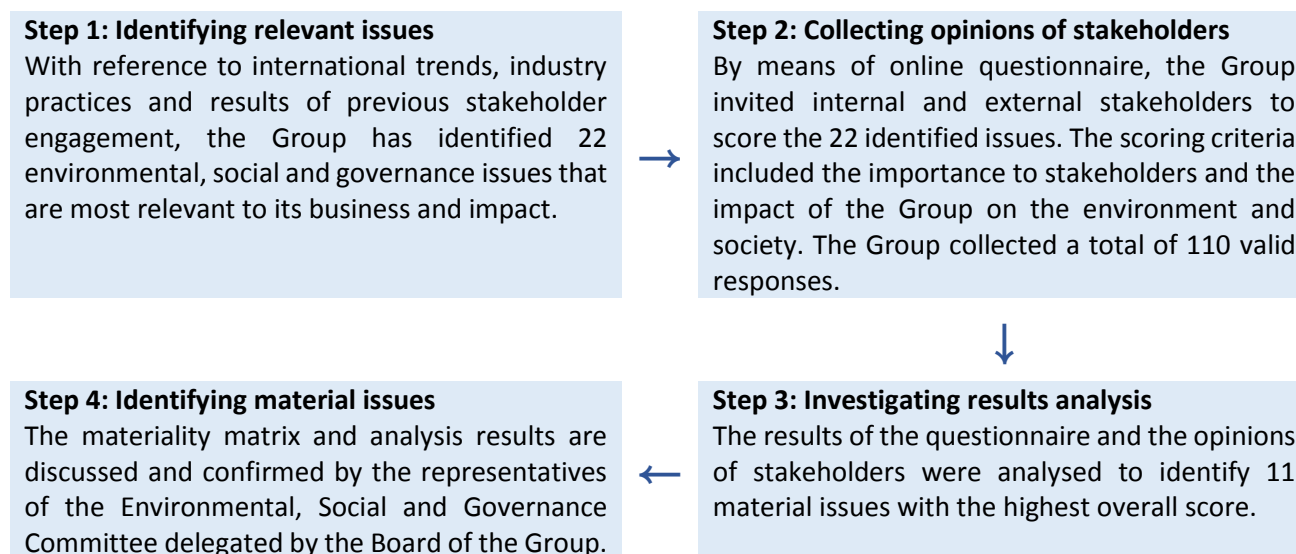 Step 1: Identifying relevant issues
With reference to international trends, industry
practices and results of previous stakeholder
engagement, the Group has identified 22
environmental, social and governance issues that
are most relevant to its business and impact.
→
Step 2: Collecting opinions of stakeholders
By means of online questionnaire, the Group
invited internal and external stakeholders to
score the 22 identified issues. The scoring criteria
included the importance to stakeholders and the
impact of the Group on the environment and
society. The Group collected a total of 110 valid
responses.
↓
Step 3: Investigating results analysis
The results of the questionnaire and the opinions
of stakeholders were analysed to identify 11
material issues with the highest overall score.
←
Step 4: Identifying material issues
The materiality matrix and analysis results are
discussed and confirmed by the representatives
of the Environmental, Social and Governance
Committee delegated by the Board of the Group.